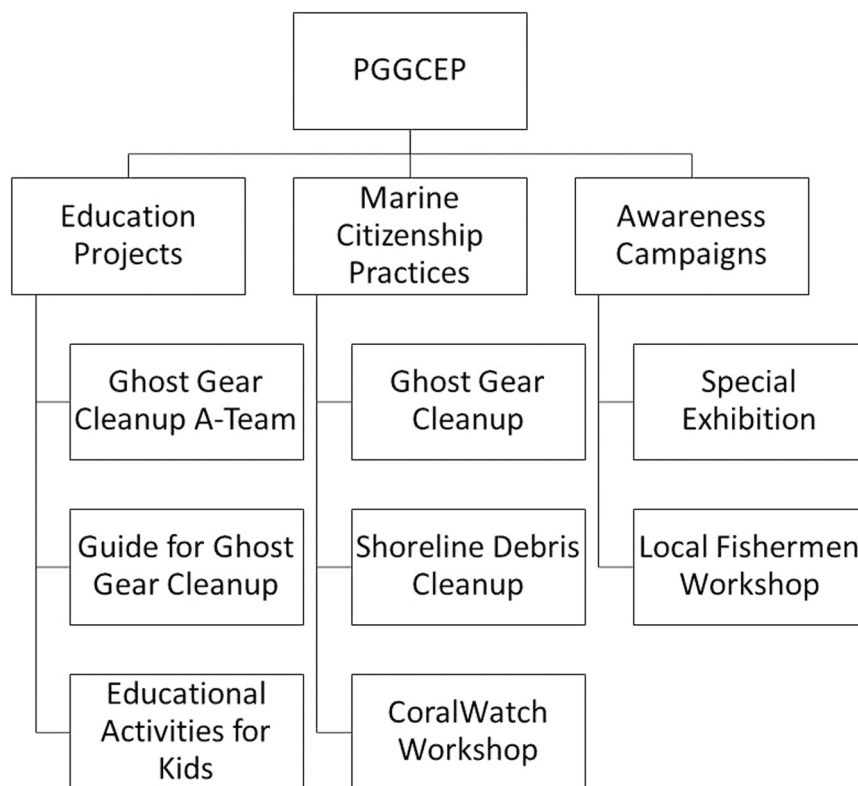 PGGCEP
Education
Projects
Ghost Gear
Cleanup A-Team
Guide for Ghost
Gear Cleanup
Educational
Activities for
Kids
Marine
Citizenship
Practices
Ghost Gear
Cleanup
Shoreline Debris
Cleanup
CoralWatch
Workshop
Awareness
Campaigns
Special
Exhibition
Local Fishermen
Workshop